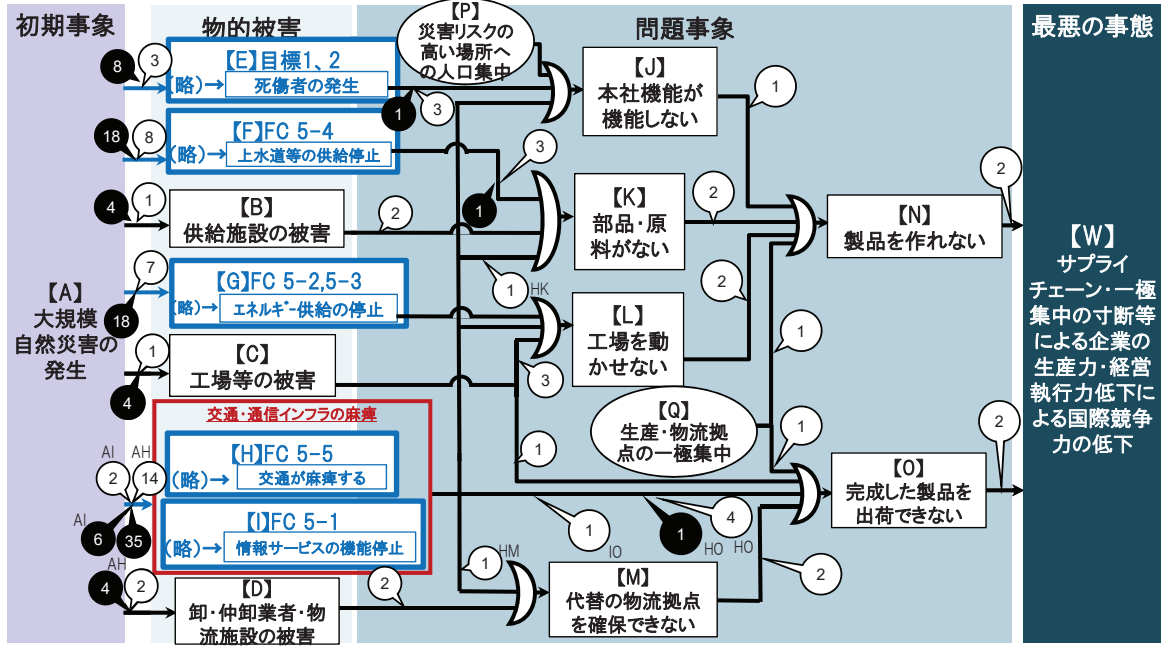 初期事象
物的被害
問題事象
最悪の事態
【A】
大規模
自然災害の
発生
8
3
【E】目標1、2
(略)→
死傷者の発生
1
3
【P】
災害リスクの
高い場所へ
の人口集中
18
8
【F】FC 5-4
(略)→
上水道等の供給停止
3
1
4
1
【B】
供給施設の被害
2
7
18
【G】FC 5-2,5-3
(略)→
エネルギー供給の停止
1
HK
1
4
【C】
工場等の被害
3
1
交通・通信インフラの麻痺
AI
AH
2
14
【H】FC 5-5
(略)→
交通が麻痺する
AI
6
35
AH
【I】FC 5-1
(略)→
情報サービスの機能停止
1
IO
1
HO
4
HO
4
2
【D】
卸・仲卸業者・物
流施設の被害
2
1
HM
【J】
本社機能が
機能しない
1
【K】
部品・原
料がない
2
【L】
工場を動
かせない
2
【Q】
生産・物流拠
点の一極集中
1
1
【M】
代替の物流拠点
を確保できない
2
【N】
製品を作れない
2
【O】
完成した製品を
出荷できない
2
【W】
サプライ
チェーン・一極
集中の寸断等
による企業の
生産力・経営
執行力低下に
よる国際競争
力の低下